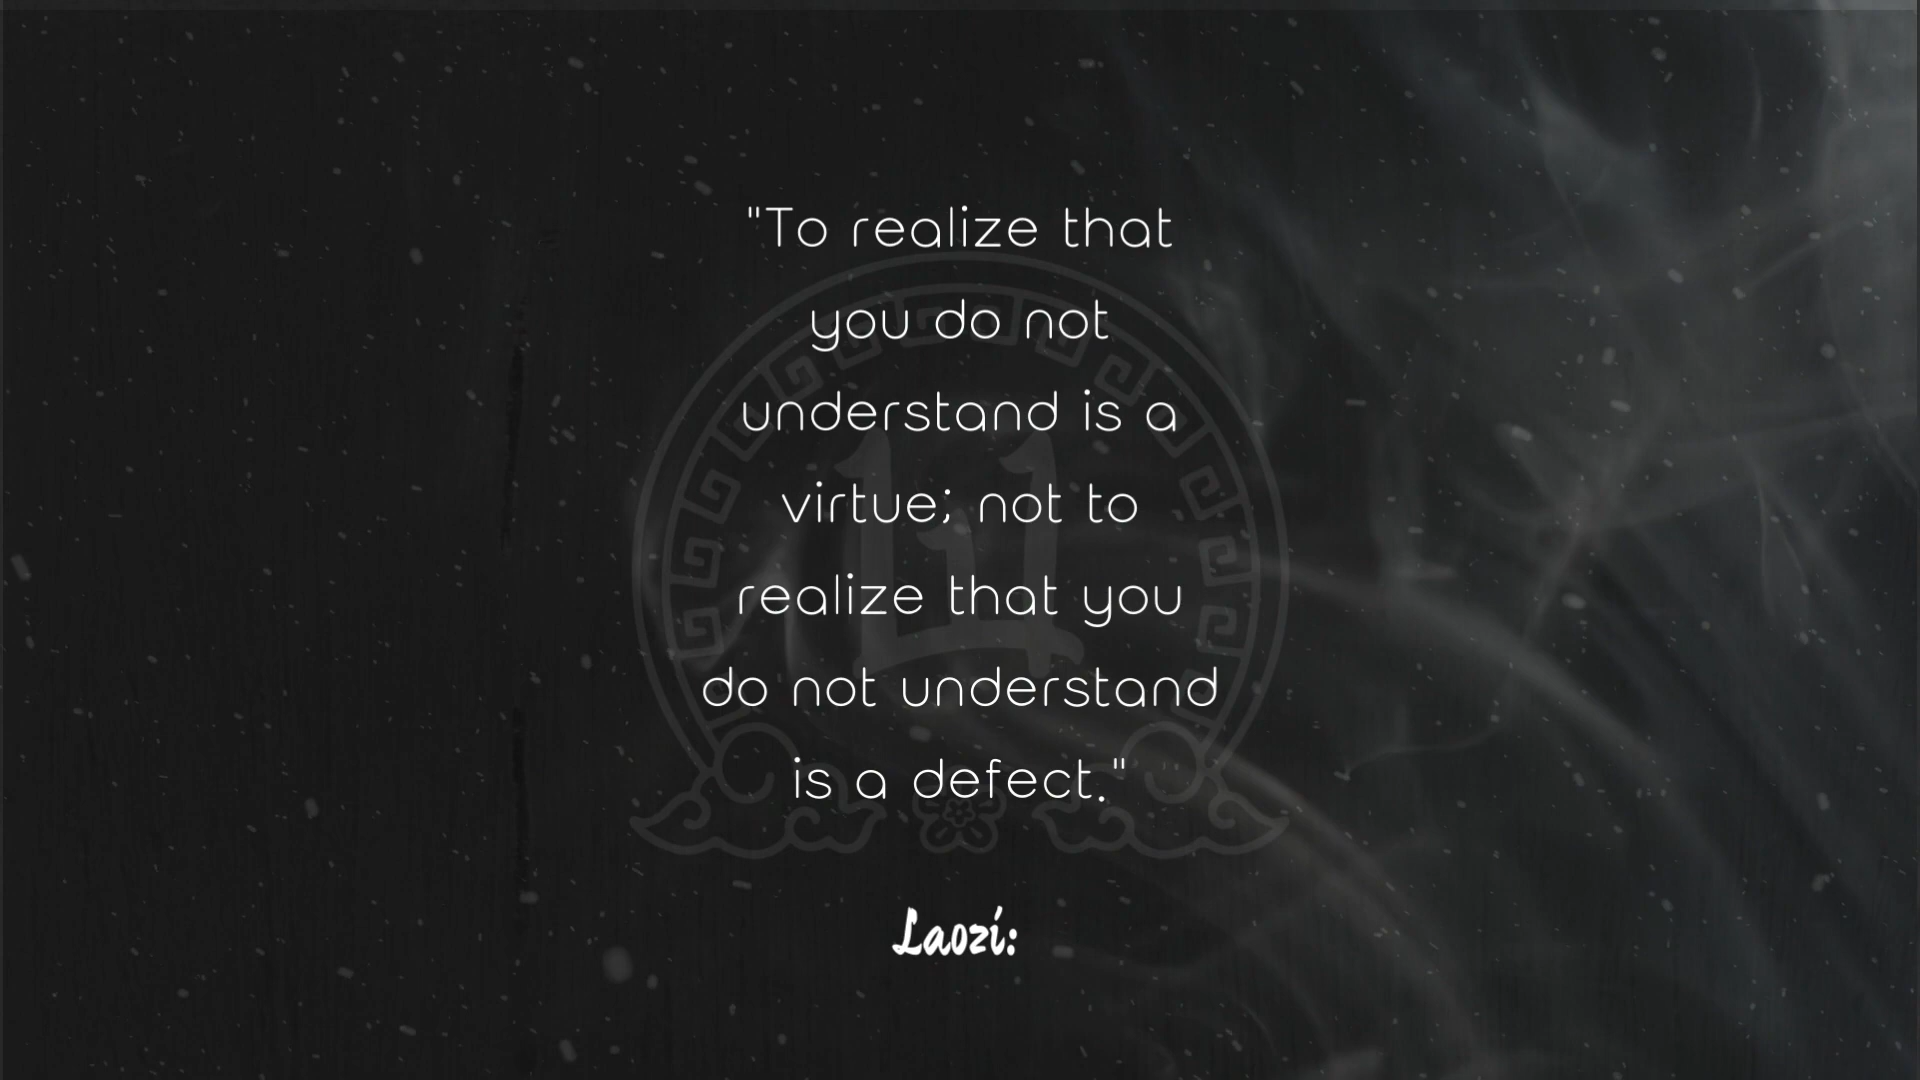 "To realize that
you do not
understand is a
virtue; not to
realize that you
do not understand
is a defect."
Laozi: